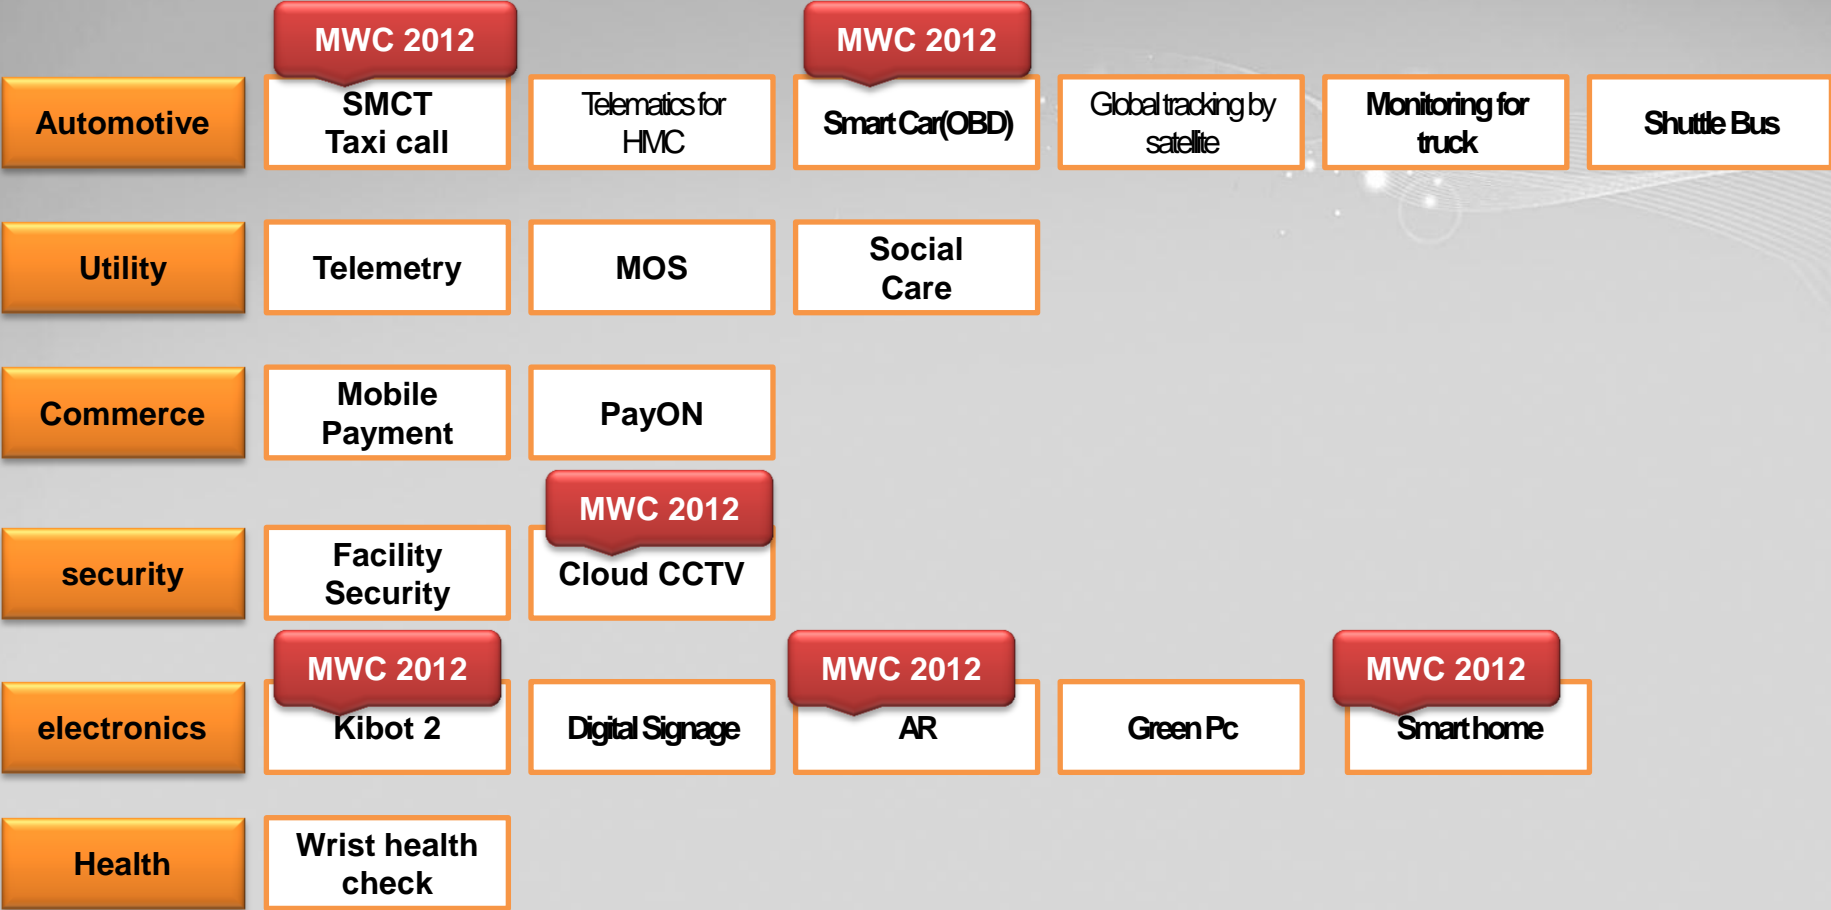 MWC 2012
MWC 2012
Automotive
SMCT
Taxi call
Telematics for
HMC
Smart Car(OBD)
Global tracking by
satellite
Monitoring for
truck
Shuttle Bus
Utility
Telemetry
MOS
Social
Care
Commerce
Mobile
Payment
PayON
MWC 2012
security
Facility
Security
Cloud CCTV
MWC 2012
MWC 2012
MWC 2012
electronics
Kibot 2
Digital Signage
AR
Green Pc
Smart home
Health
Wrist health
check